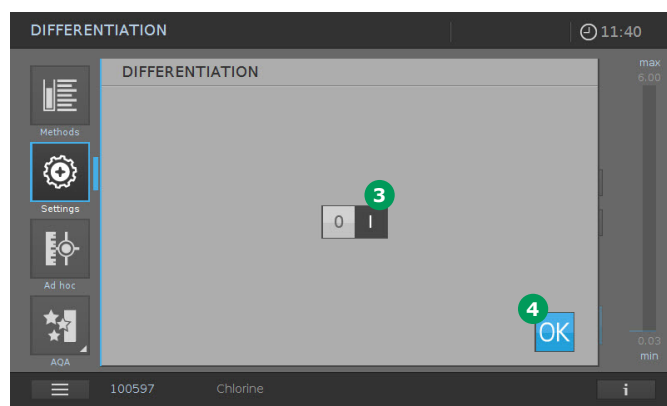 DIFFERENTIATION
11:40
DIFFERENTIATION
max
6.00
Methods
Settings
3
0 I
Ad hoc
4
OK
AQA
0.03
min
100597 Chlorine
i